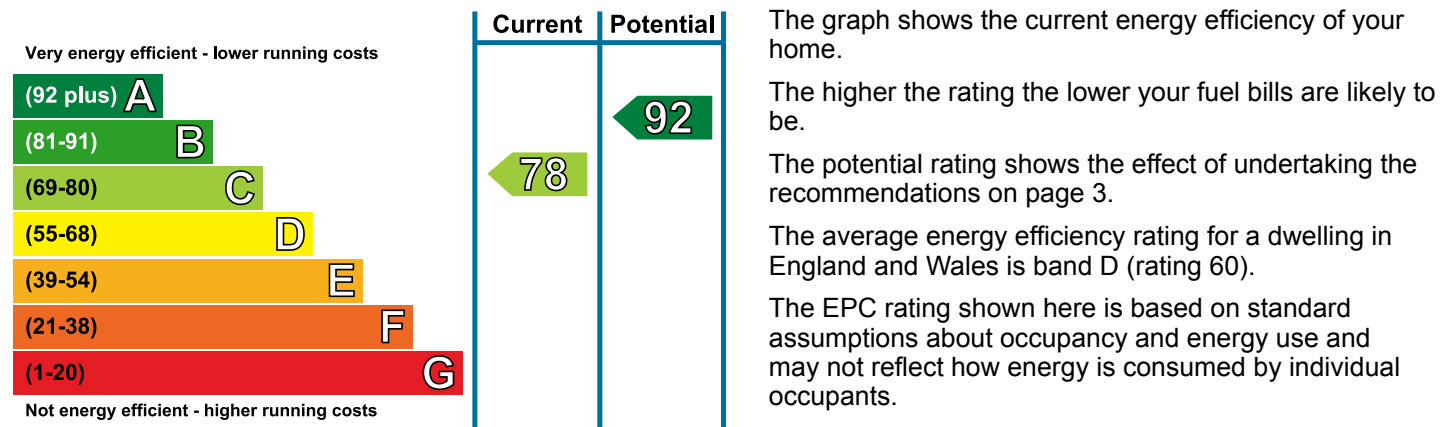 Current Potential
Very energy efficient - lower running costs
(92 plus) A
(81-91) B
(69-80) C
(55-68) D
(39-54) E
(21-38) F
(1-20) G
Not energy efficient - higher running costs
78
92
The graph shows the current energy efficiency of your
home.
The higher the rating the lower your fuel bills are likely to
be.
The potential rating shows the effect of undertaking the
recommendations on page 3.
The average energy efficiency rating for a dwelling in
England and Wales is band D (rating 60).
The EPC rating shown here is based on standard
assumptions about occupancy and energy use and
may not reflect how energy is consumed by individual
occupants.